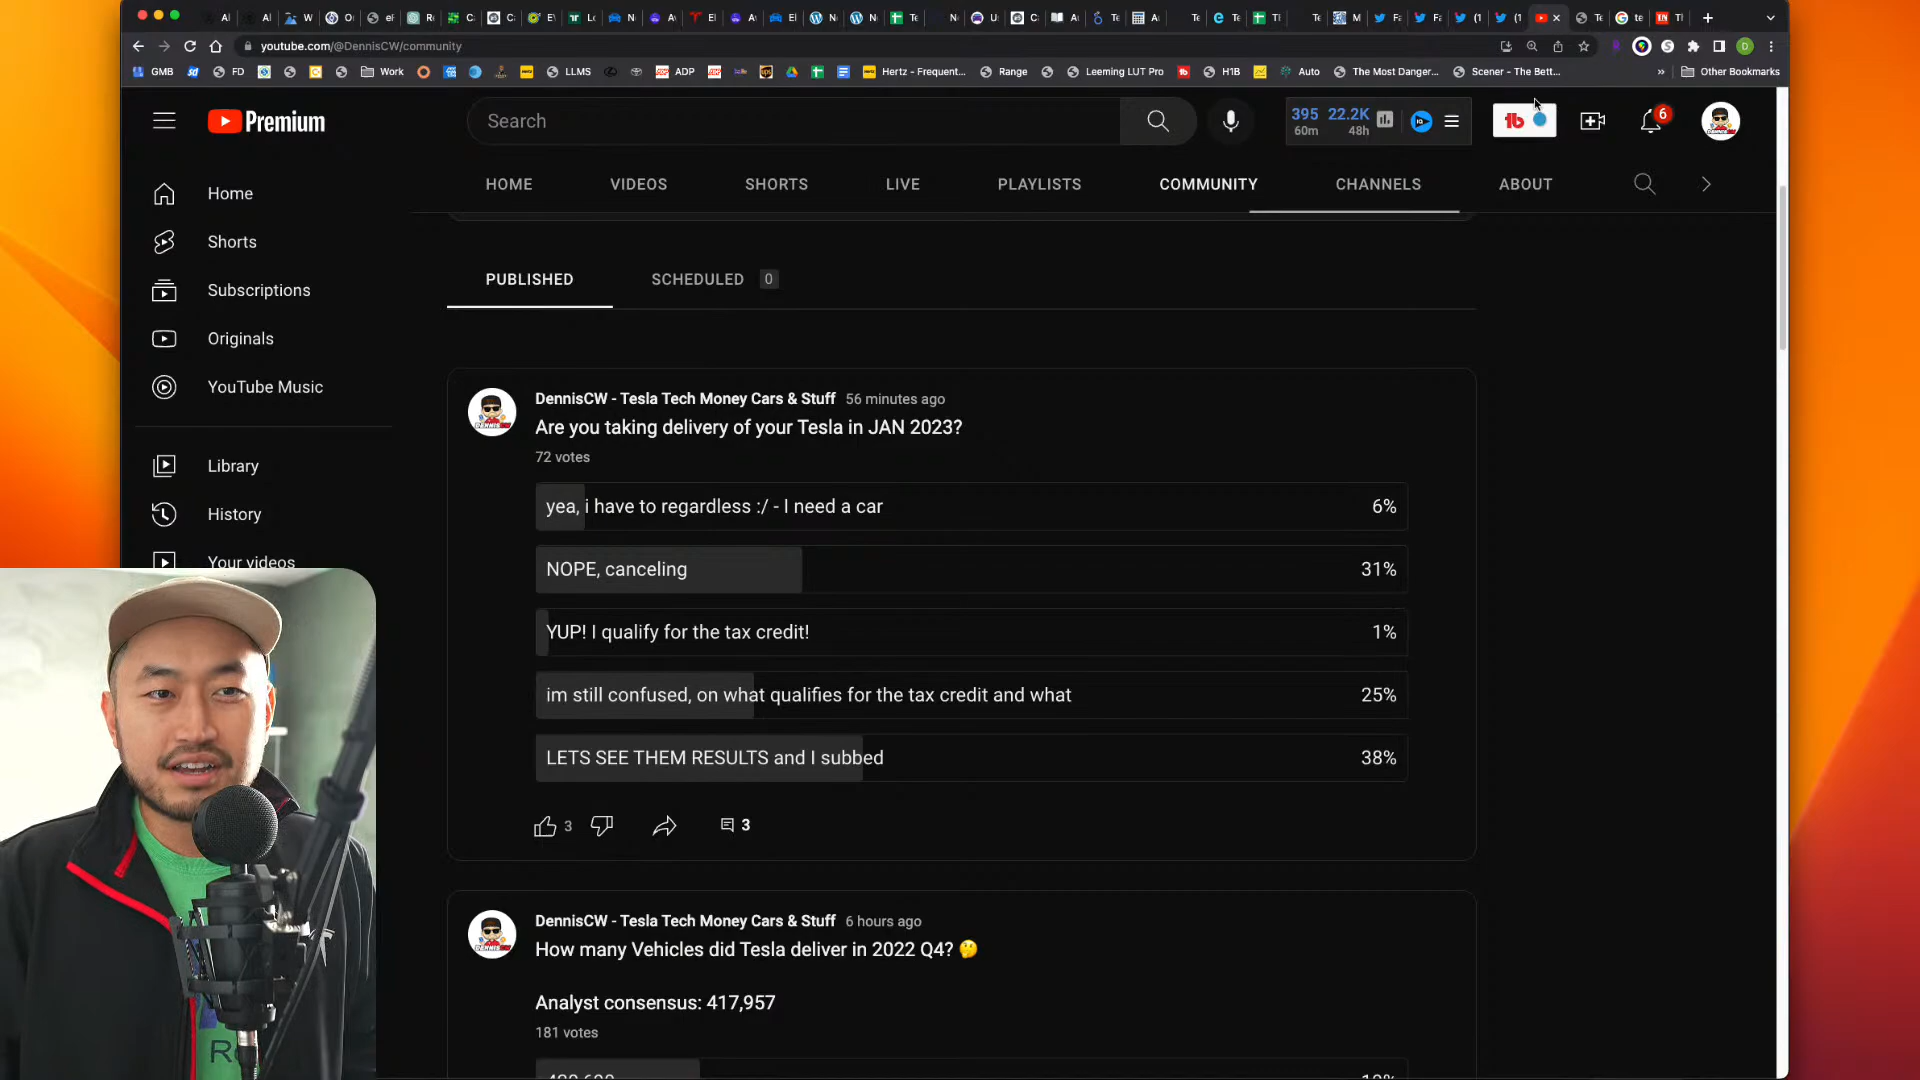 youtube.com/@DennisCW/community
GMB
FD
Work
LLMS
ADP
Hertz - Frequent...
Range
Leeming LUT Pro
H1B
Auto
The Most Danger...
Scener - The Bett...
»
Other Bookmarks
Premium
Search
395
60m
22.2K
48h
6
HOME
VIDEOS
SHORTS
LIVE
PLAYLISTS
COMMUNITY
CHANNELS
ABOUT
Home
Shorts
Subscriptions
Originals
YouTube Music
Library
History
Your videos
PUBLISHED
SCHEDULED 0
DennisCW - Tesla Tech Money Cars & Stuff 56 minutes ago
Are you taking delivery of your Tesla in JAN 2023?
72 votes
yea, i have to regardless :/ - I need a car 6%
NOPE, canceling 31%
YUP! I qualify for the tax credit! 1%
im still confused, on what qualifies for the tax credit and what 25%
LETS SEE THEM RESULTS and I subbed 38%
3
3
DennisCW - Tesla Tech Money Cars & Stuff 6 hours ago
How many Vehicles did Tesla deliver in 2022 Q4? 🤔
Analyst consensus: 417,957
181 votes